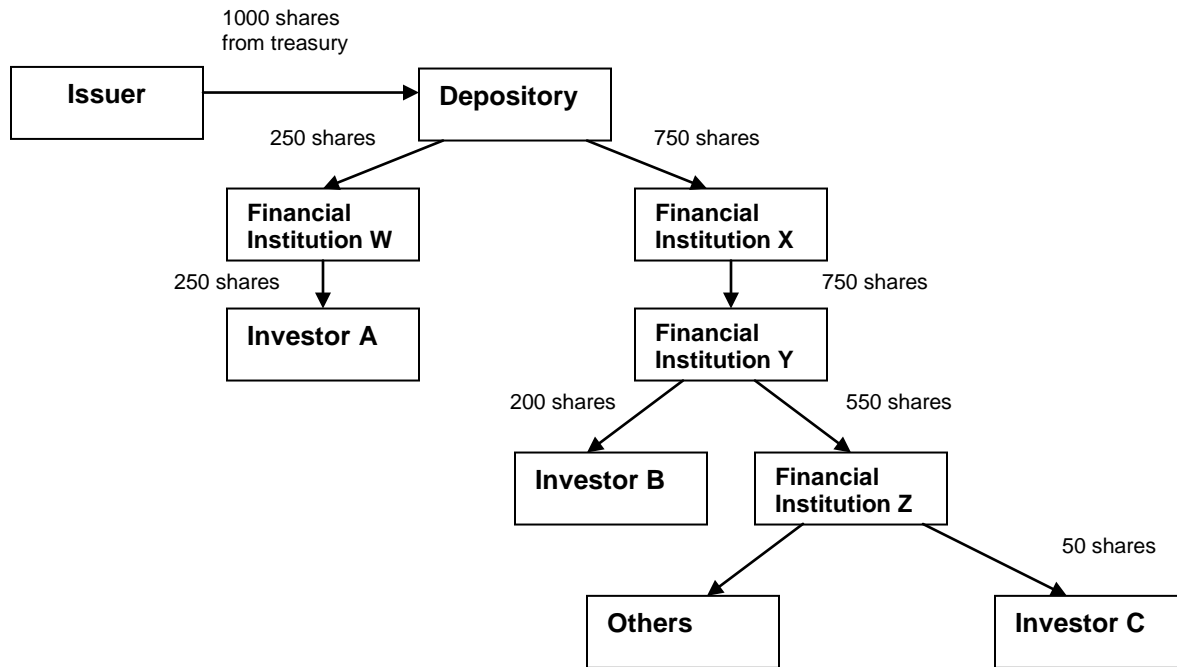 1000 shares
from treasury
Issuer
Depository
250 shares
750 shares
Financial
Institution W
Financial
Institution X
250 shares
750 shares
Investor A
Financial
Institution Y
200 shares
550 shares
Investor B
Financial
Institution Z
50 shares
Others
Investor C